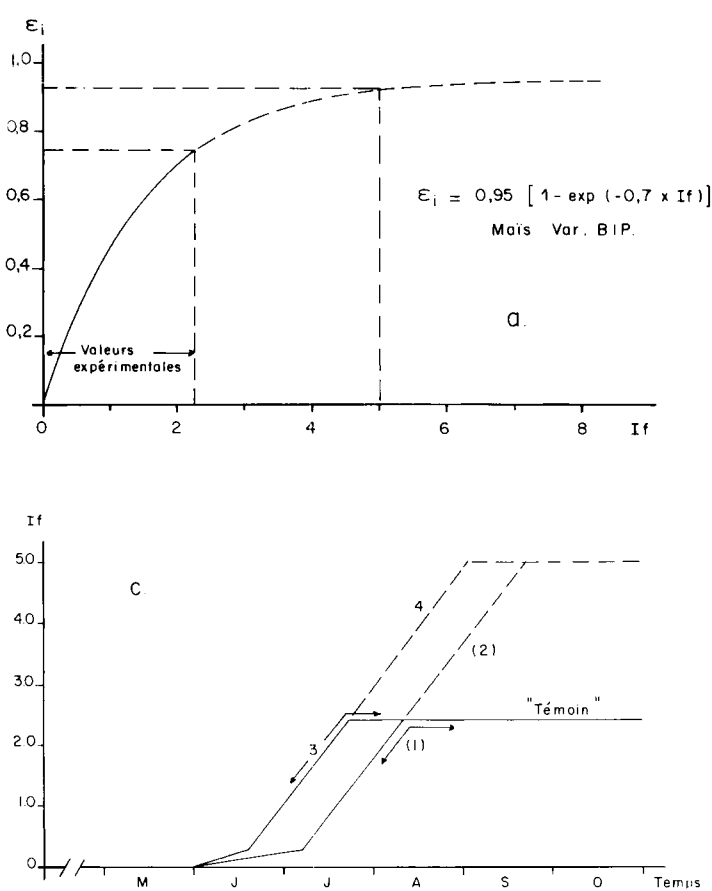 εi
1.0
0,8
εi = 0,95 [ 1- exp (-0,7 x If)]
0,6
Maïs Var. BIP.
0,4
a.
0,2
Valeurs
expérimentales
0 2 4 6 8 If
If
5.0
C.
4
4.0
(2)
3.0
"Témoin"
3 (1)
2.0
1.0
0
M J J A S O Temps